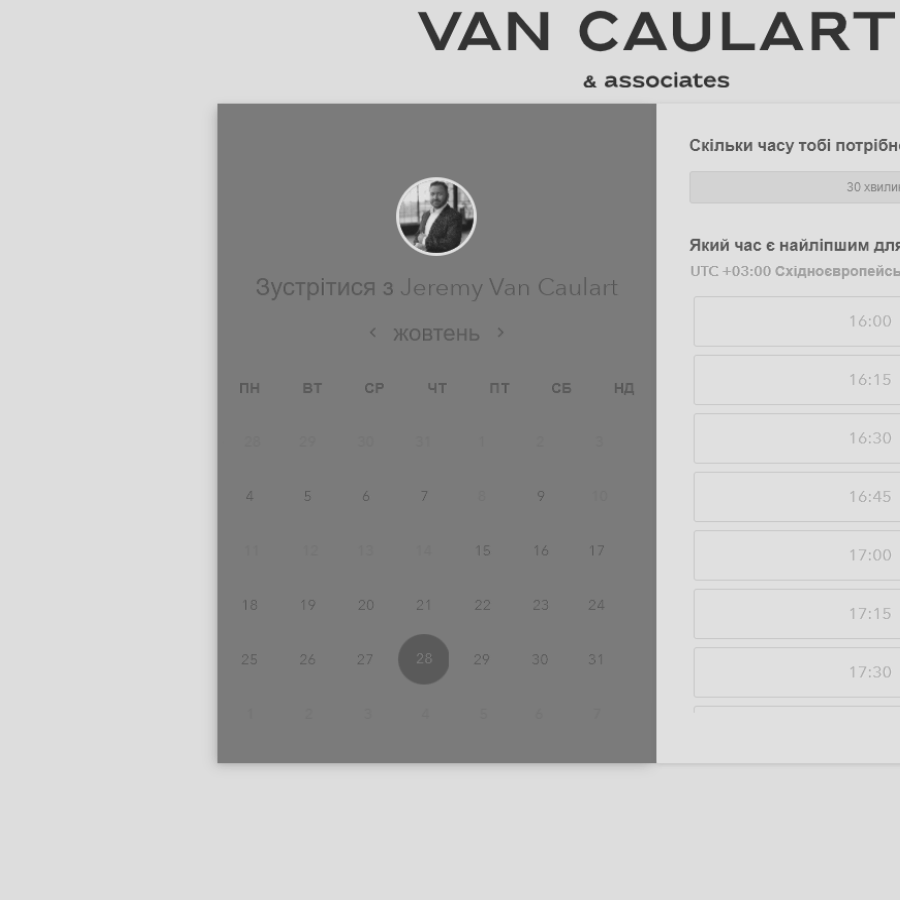 VAN CAULART
& associates
Зустрітися з Jeremy Van Caulart
жовтень
ПН ВТ СР ЧТ ПТ СБ НД
28 29 30 31 1 2 3
4 5 6 7 8 9 10
11 12 13 14 15 16 17
18 19 20 21 22 23 24
25 26 27 28 29 30 31
1 2 3 4 5 6 7
Скільки часу тобі потрібн
30 хвили
Який час є найліпшим для
UTC +03:00 Східноєвропейсь
16:00
16:15
16:30
16:45
17:00
17:15
17:30